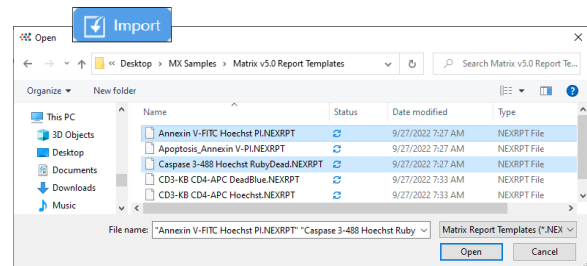 Import
Open
« Desktop > MX Samples > Matrix v5.0 Report Templates
Search Matrix v5.0 Report Te...
Organize New folder
Name Status Date modified Type
This PC
3D Objects
Desktop
Documents
Downloads
Music
Annexin V-FITC Hoechst PI.NEXRPT 9/27/2022 7:27 AM NEXRPT File
Apoptosis_Annexin V-PI.NEXRPT 9/27/2022 7:27 AM NEXRPT File
Caspase 3-488 Hoechst RubyDead.NEXRPT 9/27/2022 7:27 AM NEXRPT File
CD3-KB CD4-APC DeadBlue.NEXRPT 9/27/2022 7:33 AM NEXRPT File
CD3-KB CD4-APC Hoechst.NEXRPT 9/27/2022 7:33 AM NEXRPT File
File name: "Annexin V-FITC Hoechst PI.NEXRPT" "Caspase 3-488 Hoechst Ruby
Matrix Report Templates (*.NEX
Open Cancel